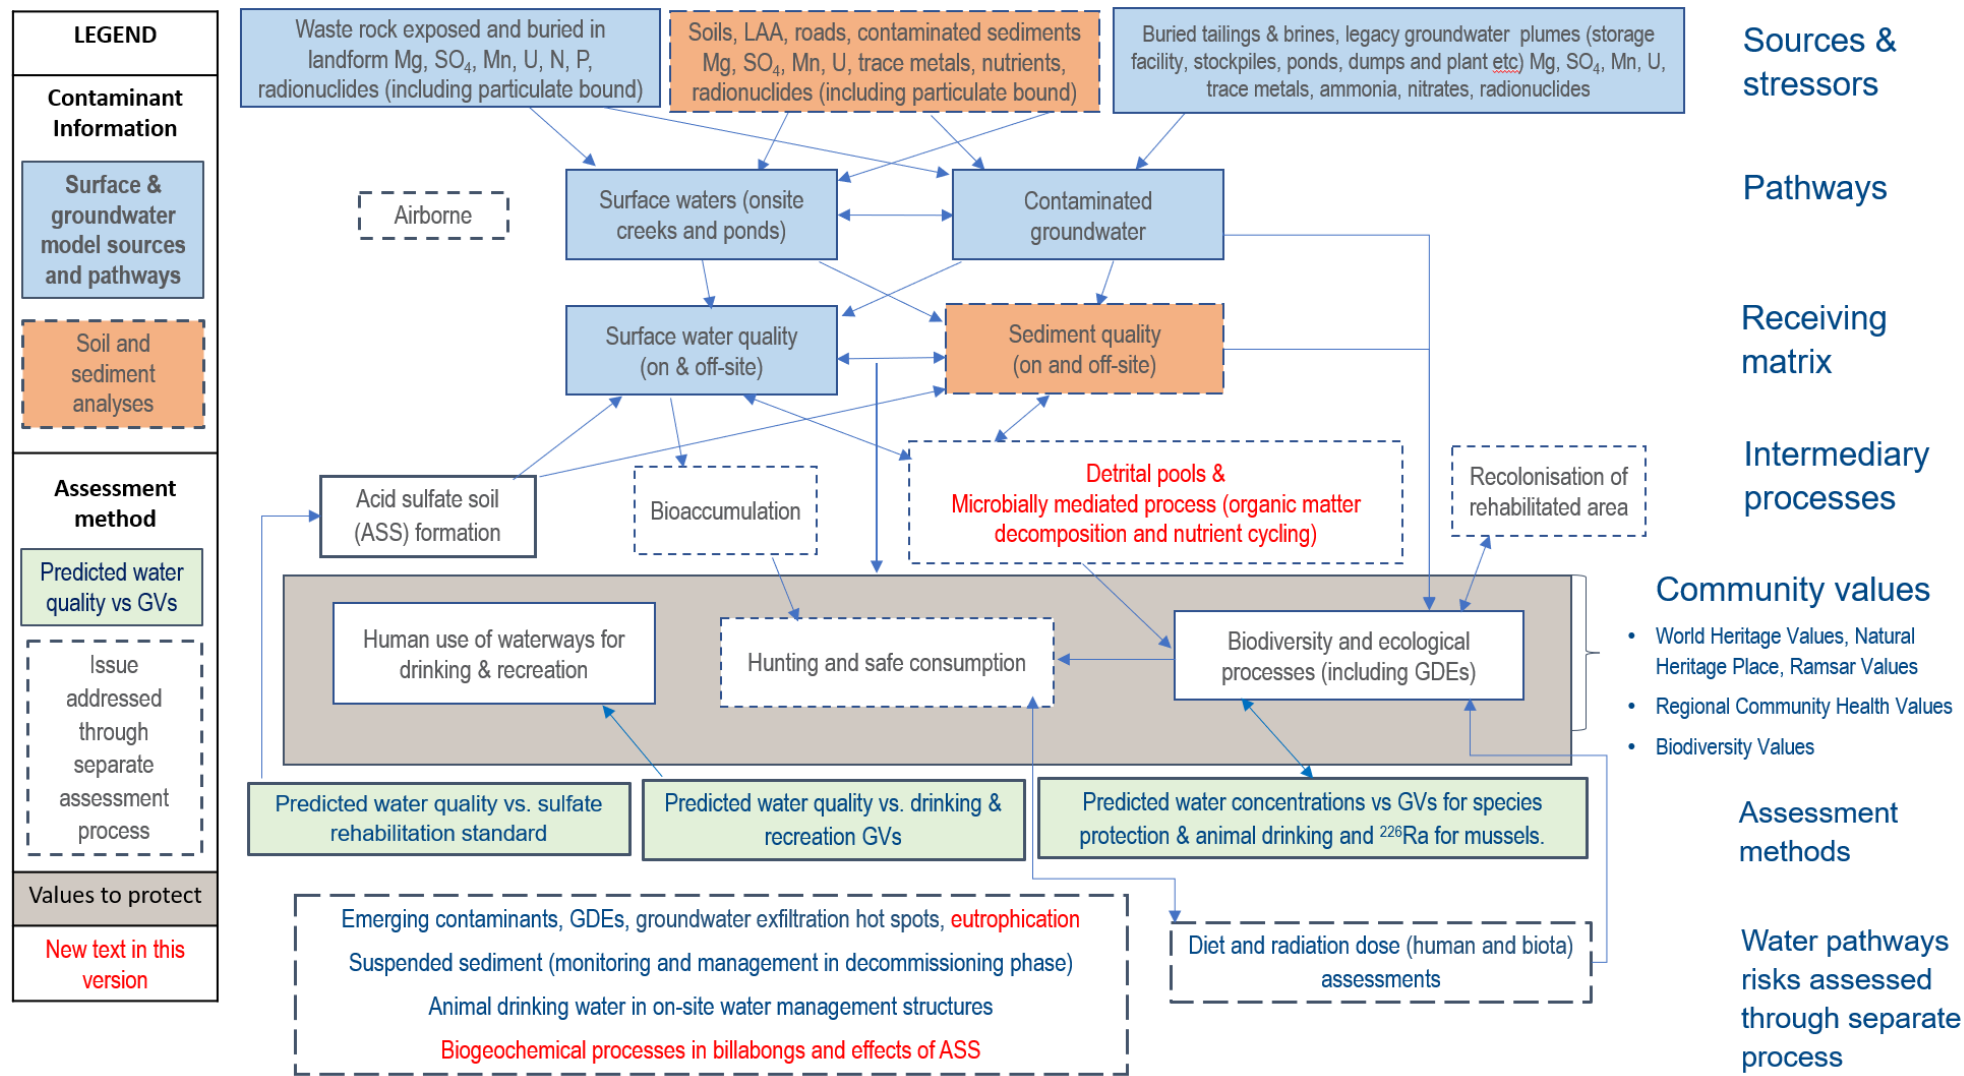 LEGEND
Contaminant
Information
Surface &
groundwater
model sources
and pathways
Soil and
sediment
analyses
Assessment
method
Predicted water
quality vs GVs
Issue
addressed
through
separate
assessment
process
Values to protect
New text in this
version
Waste rock exposed and buried in
landform Mg, SO₄, Mn, U, N, P,
radionuclides (including particulate bound)
Soils, LAA, roads, contaminated sediments
Mg, SO₄, Mn, U, trace metals, nutrients,
radionuclides (including particulate bound)
Buried tailings & brines, legacy groundwater plumes (storage
facility, stockpiles, ponds, dumps and plant etc) Mg, SO₄, Mn, U,
trace metals, ammonia, nitrates, radionuclides
Sources &
stressors
Airborne
Surface waters (onsite
creeks and ponds)
Contaminated
groundwater
Pathways
Surface water quality
(on & off-site)
Sediment quality
(on and off-site)
Receiving
matrix
Acid sulfate soil
(ASS) formation
Bioaccumulation
Detrital pools &
Microbially mediated process (organic matter
decomposition and nutrient cycling)
Recolonisation of
rehabilitated area
Intermediary
processes
Human use of waterways for
drinking & recreation
Hunting and safe consumption
Biodiversity and ecological
processes (including GDEs)
Community values
• World Heritage Values, Natural
Heritage Place, Ramsar Values
• Regional Community Health Values
• Biodiversity Values
Predicted water quality vs. sulfate
rehabilitation standard
Predicted water quality vs. drinking &
recreation GVs
Predicted water concentrations vs GVs for species
protection & animal drinking and ²²⁶Ra for mussels.
Assessment
methods
Emerging contaminants, GDEs, groundwater exfiltration hot spots, eutrophication
Suspended sediment (monitoring and management in decommissioning phase)
Animal drinking water in on-site water management structures
Biogeochemical processes in billabongs and effects of ASS
Diet and radiation dose (human and biota)
assessments
Water pathways
risks assessed
through separate
process